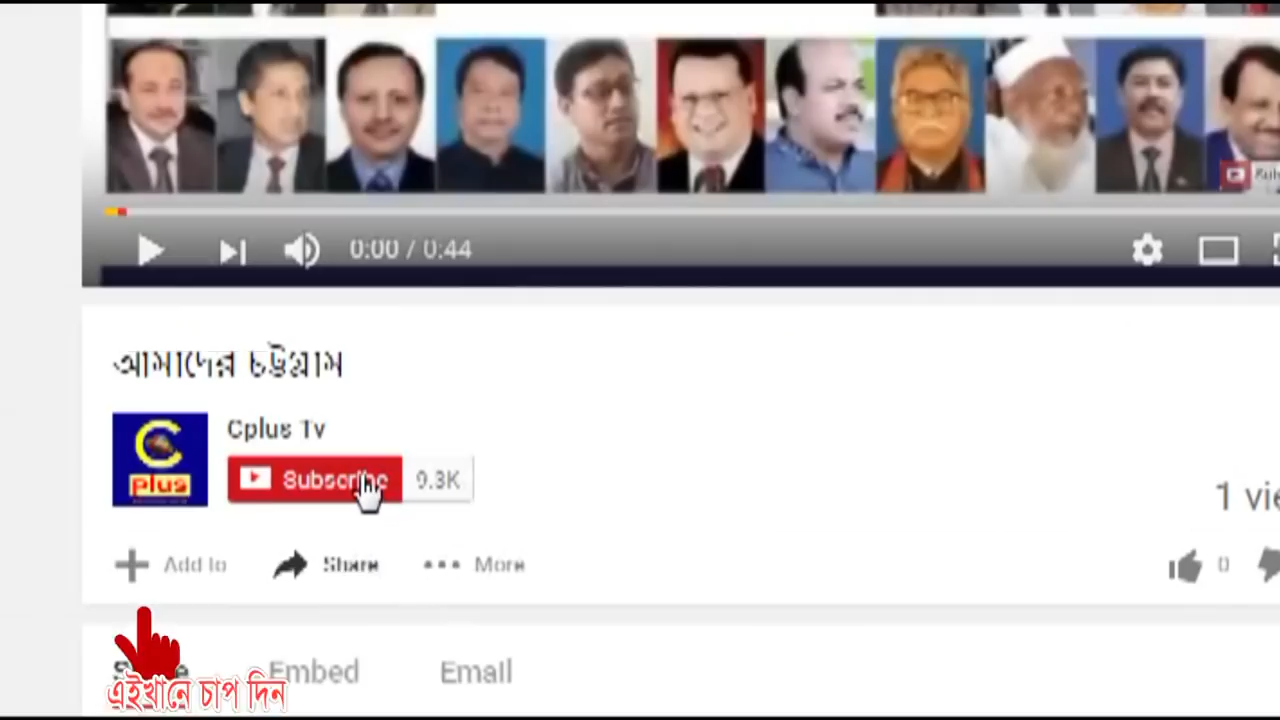 0:00 / 0:44
আমাদের চট্টগ্রাম
C
plus
Cplus Tv
Subscribe
9.3K
1 vie
Add to
Share
More
0
Embed
Email
এইখানে চাপ দিন